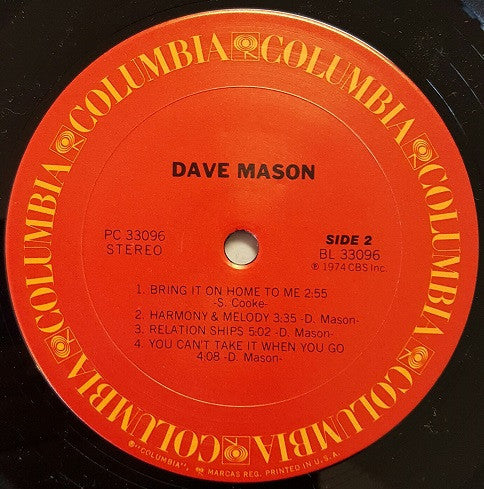 COLUMBIA COLUMBIA COLUMBIA COLUMBIA COLUMBIA COLUMBIA COLUMBIA COLUMBIA
DAVE MASON
PC 33096
STEREO
SIDE 2
BL 33096
℗ 1974 CBS Inc.
1. BRING IT ON HOME TO ME 2:55
-S. Cooke-
2. HARMONY & MELODY 3:35 -D. Mason-
3. RELATION SHIPS 5:02 -D. Mason-
4. YOU CAN'T TAKE IT WHEN YOU GO
4:08 -D. Mason-
®"COLUMBIA", MARCAS REG. PRINTED IN U.S.A.